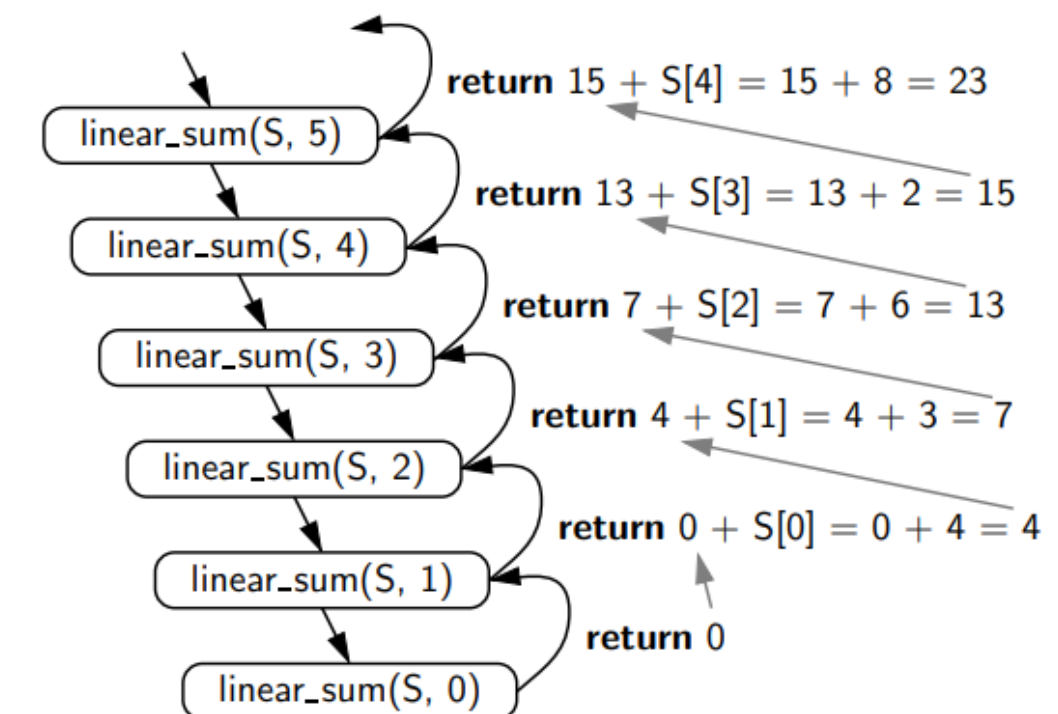 return 15 + S[4] = 15 + 8 = 23
linear_sum(S, 5)
return 13 + S[3] = 13 + 2 = 15
linear_sum(S, 4)
return 7 + S[2] = 7 + 6 = 13
linear_sum(S, 3)
return 4 + S[1] = 4 + 3 = 7
linear_sum(S, 2)
return 0 + S[0] = 0 + 4 = 4
linear_sum(S, 1)
return 0
linear_sum(S, 0)